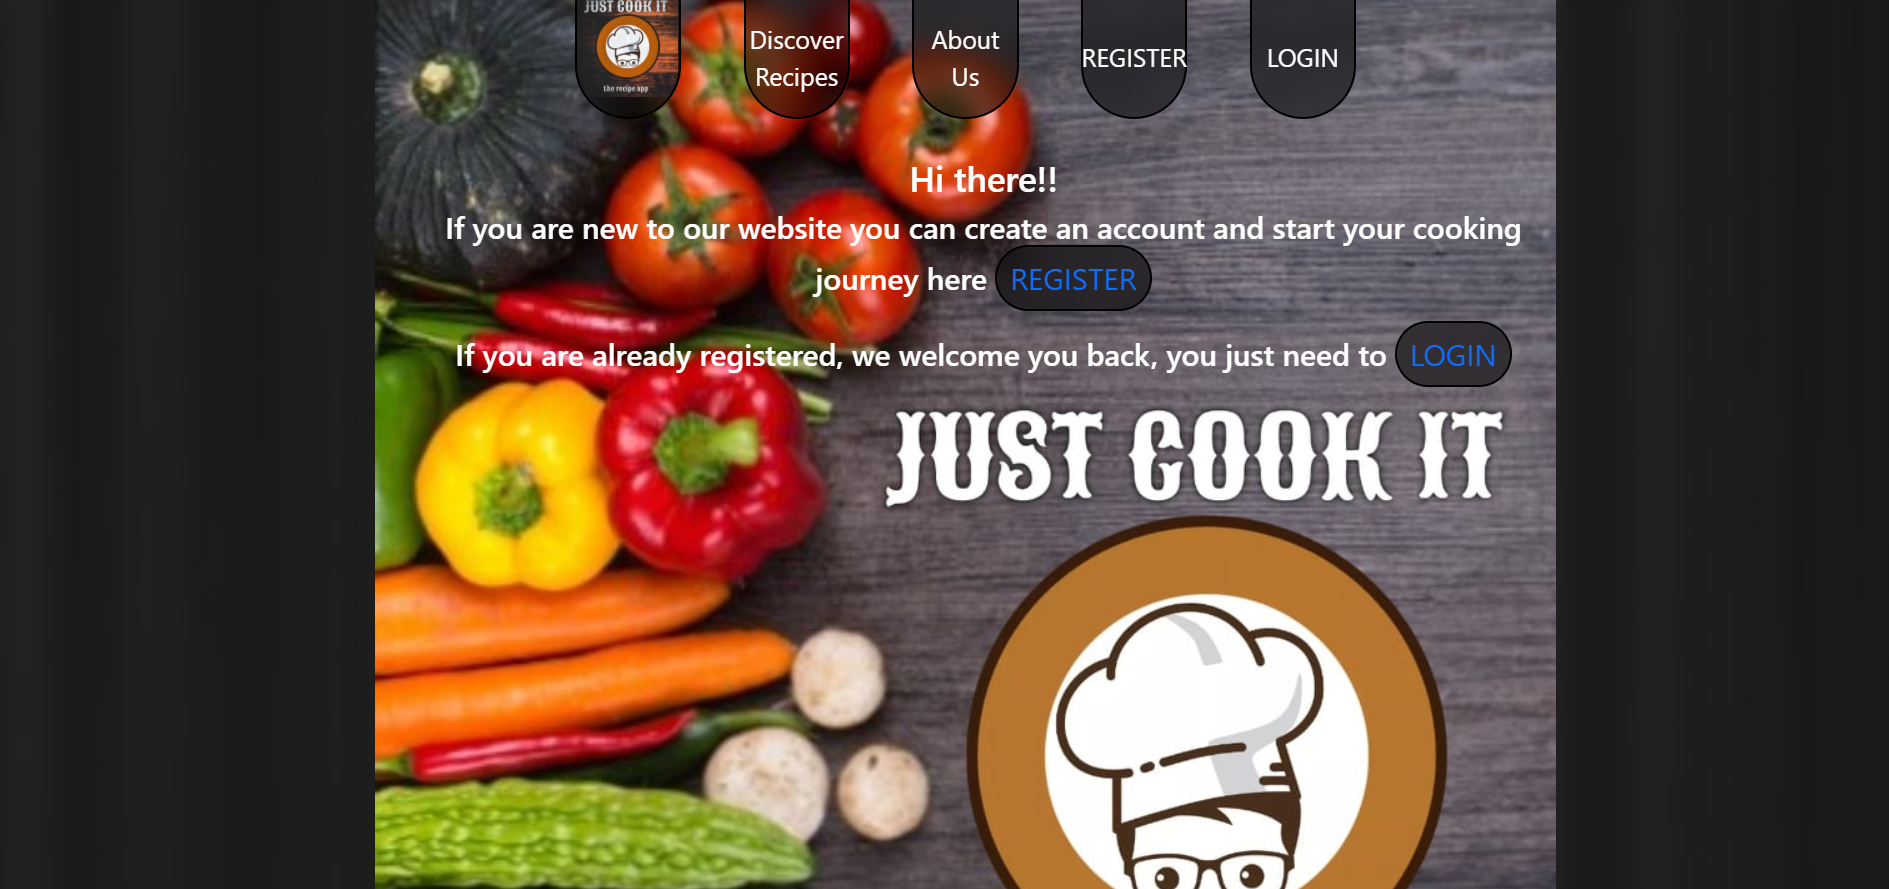 JUST COOK IT
the recipe app
Discover
Recipes
About
Us
REGISTER
LOGIN
Hi there!!
If you are new to our website you can create an account and start your cooking
journey here REGISTER
If you are already registered, we welcome you back, you just need to LOGIN
JUST COOK IT